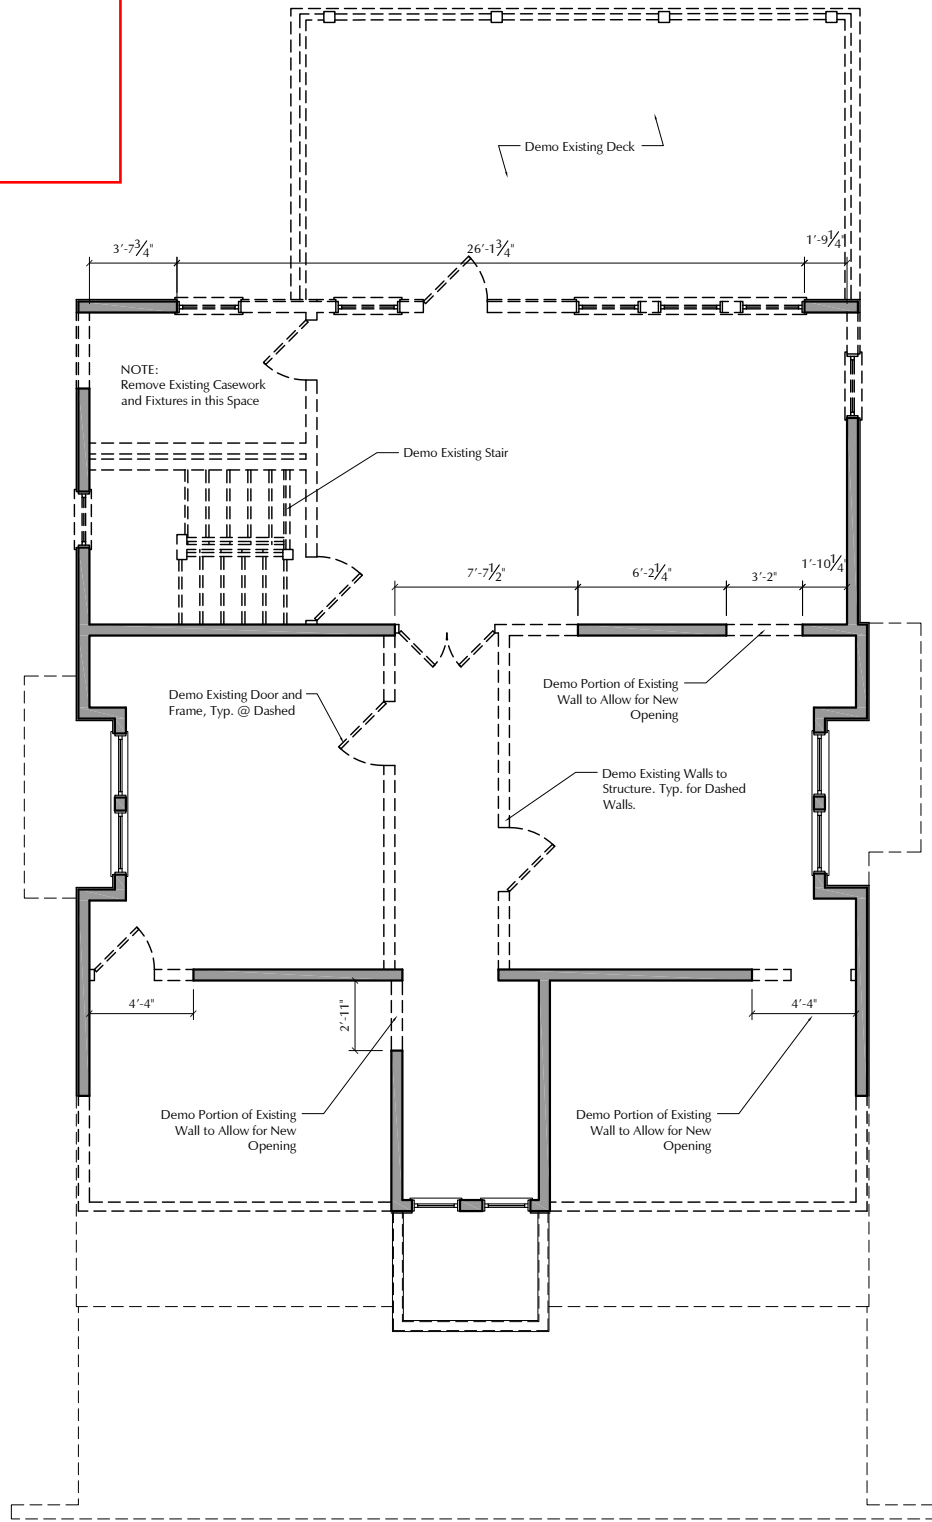 Demo Existing Deck
3'-7¾"
26'-1¾"
1'-9¼"
NOTE:
Remove Existing Casework
and Fixtures in this Space
Demo Existing Stair
7'-7½"
6'-2¼"
3'-2"
1'-10¼"
Demo Existing Door and
Frame, Typ. @ Dashed
Demo Portion of Existing
Wall to Allow for New
Opening
Demo Existing Walls to
Structure. Typ. for Dashed
Walls.
4'-4"
2'-11"
4'-4"
Demo Portion of Existing
Wall to Allow for New
Opening
Demo Portion of Existing
Wall to Allow for New
Opening